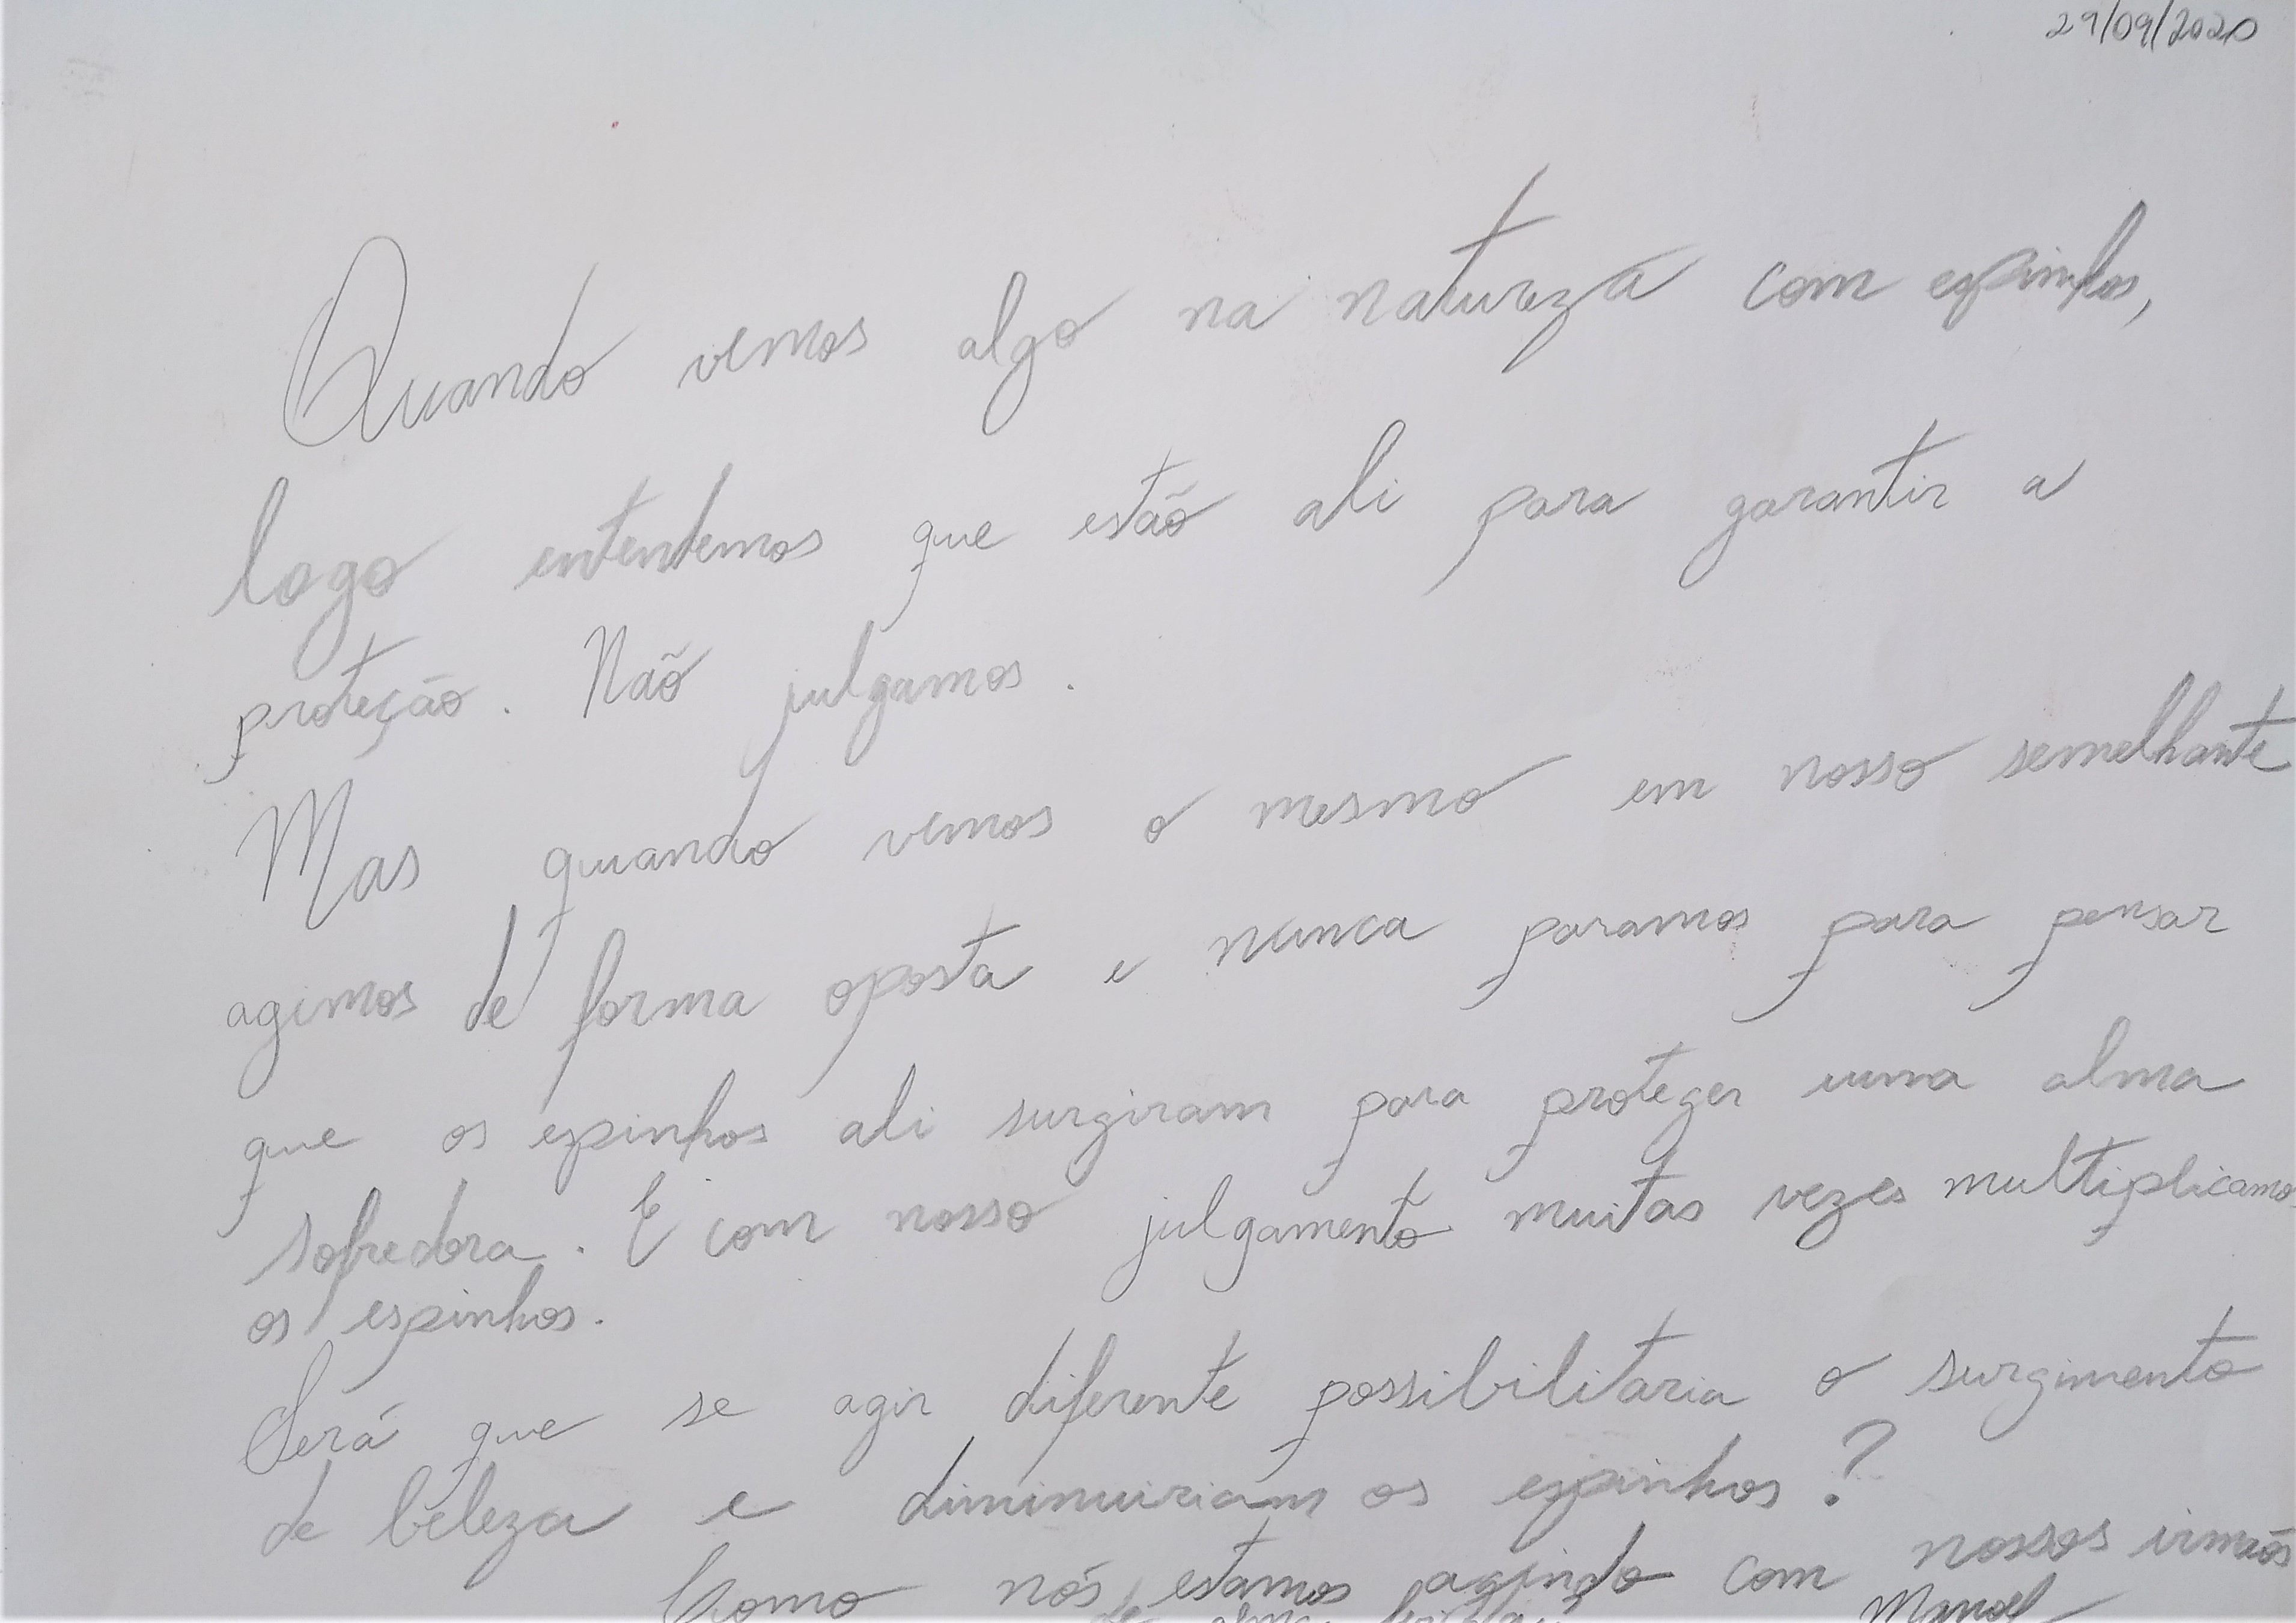 29/09/2020
Quando vemos algo na natureza com espinhos,
logo entendemos que estão ali para garantir a
proteção. Não julgamos.
Mas quando vemos o mesmo em nosso semelhante
agimos de forma oposta e nunca paramos para pensar
que os espinhos ali surgiram para proteger uma alma
sofredora. E com nosso julgamento muitas vezes multiplicamos
os espinhos.
Será que se agir diferente possibilitaria o surgimento
de beleza e diminuiriam os espinhos?
Como nós estamos agindo com nossos irmãos
de alma
Manoel